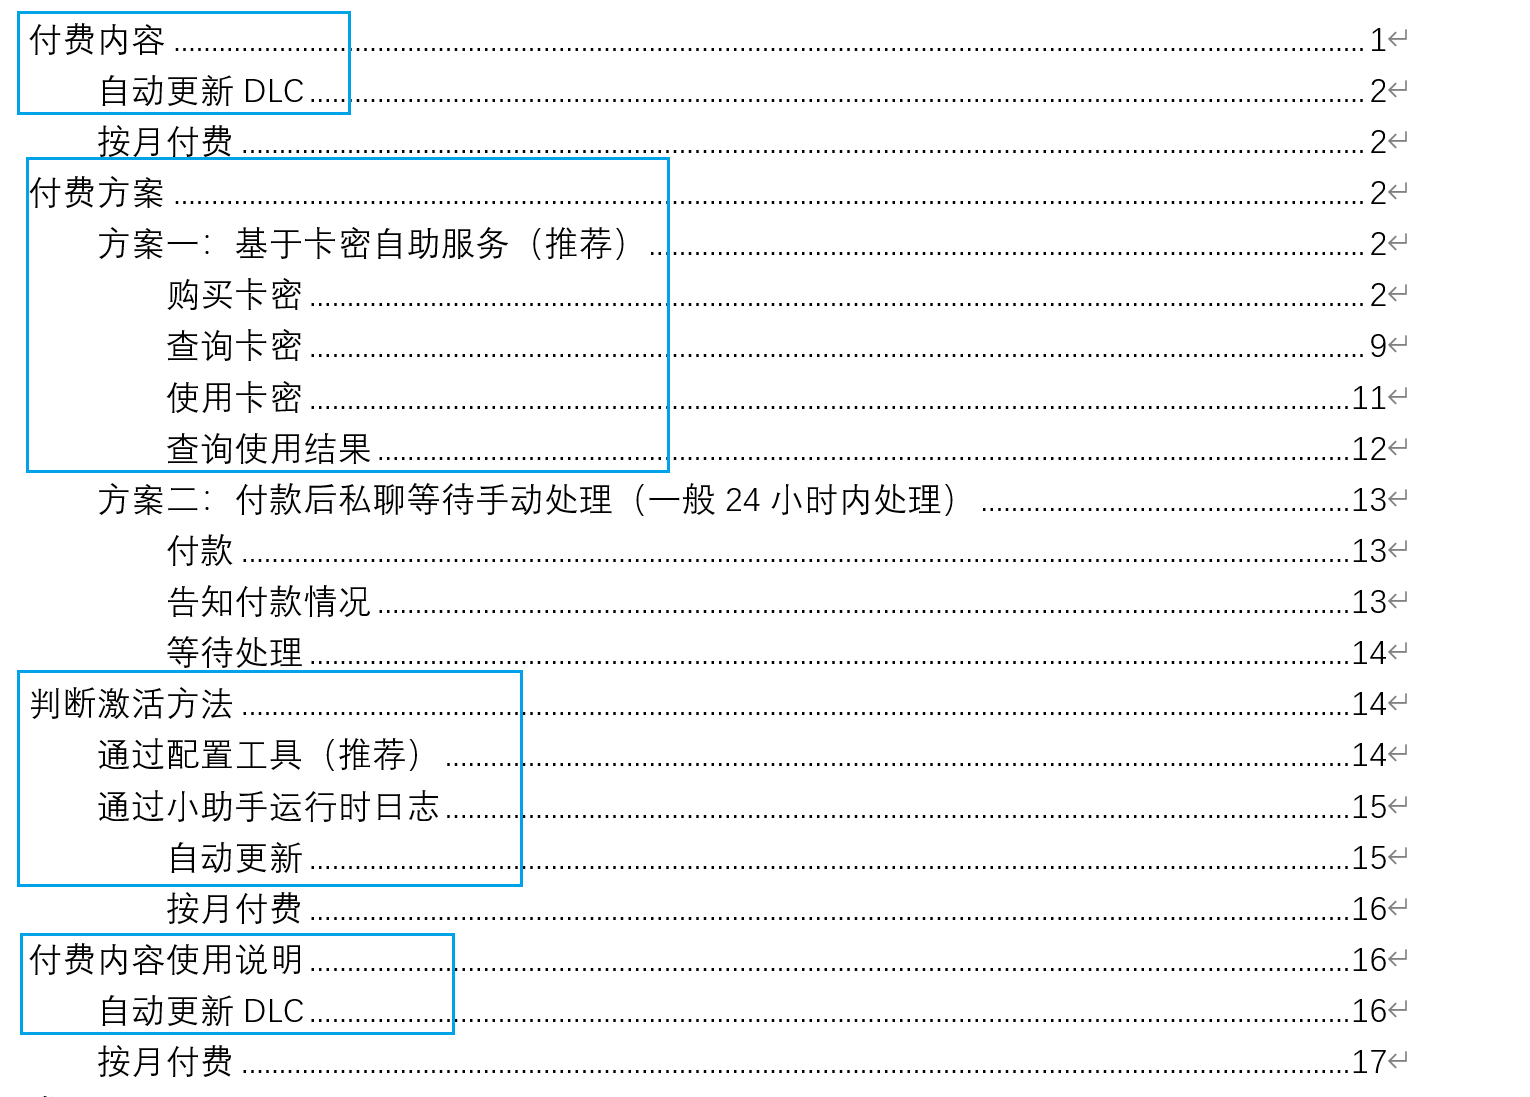 付费内容 1
自动更新 DLC 2
按月付费 2
付费方案 2
方案一：基于卡密自助服务（推荐） 2
购买卡密 2
查询卡密 9
使用卡密 11
查询使用结果 12
方案二：付款后私聊等待手动处理（一般 24 小时内处理） 13
付款 13
告知付款情况 13
等待处理 14
判断激活方法 14
通过配置工具（推荐） 14
通过小助手运行时日志 15
自动更新 15
按月付费 16
付费内容使用说明 16
自动更新 DLC 16
按月付费 17